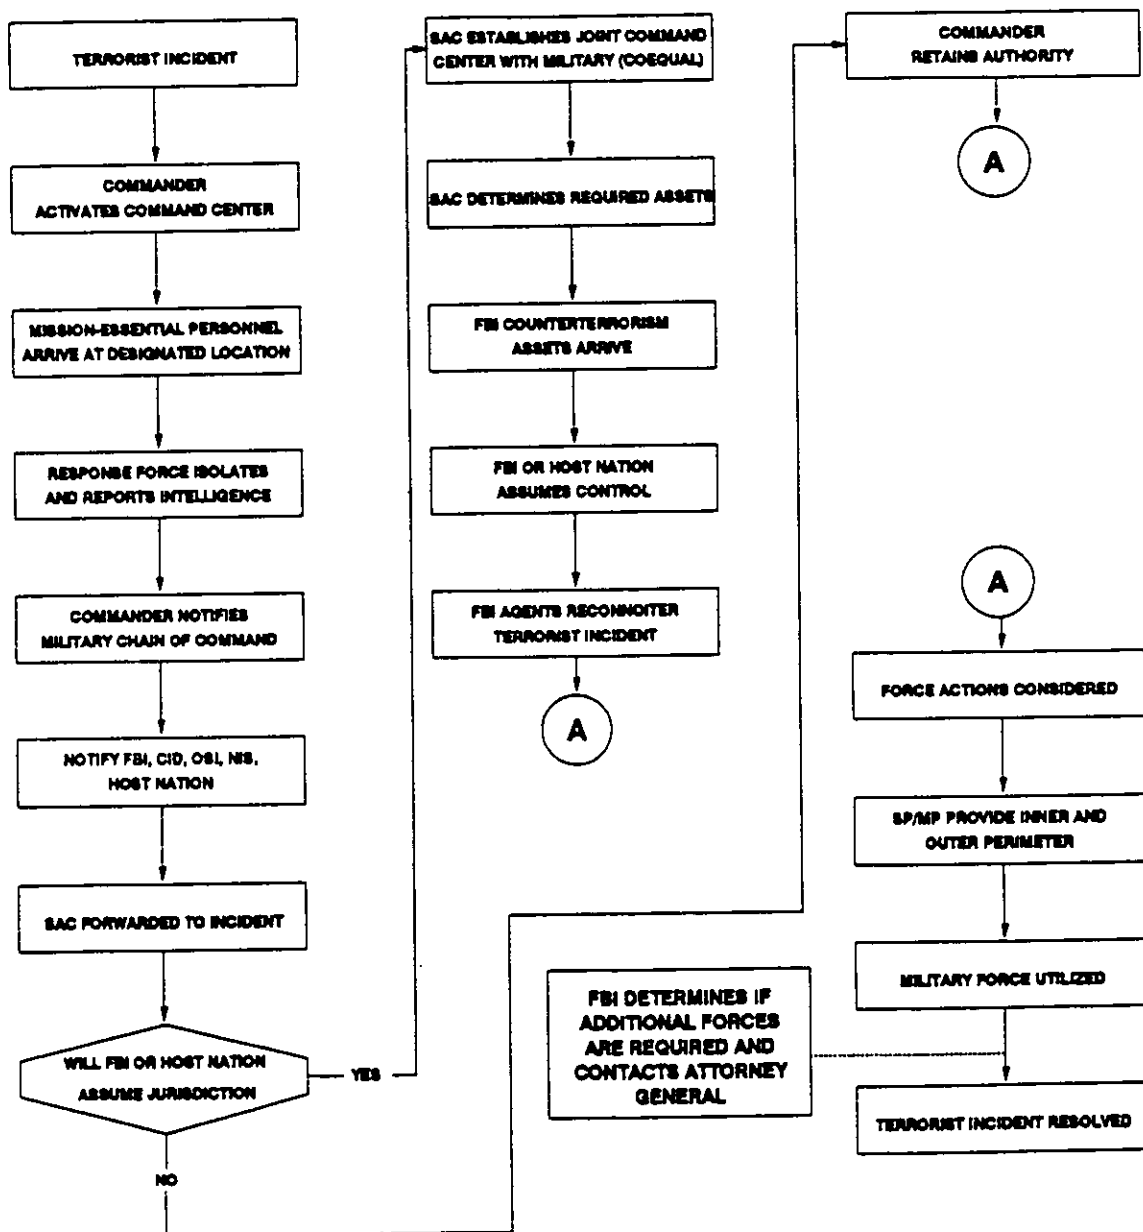 TERRORIST INCIDENT
COMMANDER
ACTIVATES COMMAND CENTER
MISSION-ESSENTIAL PERSONNEL
ARRIVE AT DESIGNATED LOCATION
RESPONSE FORCE ISOLATES
AND REPORTS INTELLIGENCE
COMMANDER NOTIFIES
MILITARY CHAIN OF COMMAND
NOTIFY FBI, CID, OSI, NIS,
HOST NATION
SAC FORWARDED TO INCIDENT
WILL FBI OR HOST NATION
ASSUME JURISDICTION
YES
NO
SAC ESTABLISHES JOINT COMMAND
CENTER WITH MILITARY (COEQUAL)
SAC DETERMINES REQUIRED ASSETS
FBI COUNTERTERRORISM
ASSETS ARRIVE
FBI OR HOST NATION
ASSUMES CONTROL
FBI AGENTS RECONNOITER
TERRORIST INCIDENT
A
COMMANDER
RETAINS AUTHORITY
A
A
FORCE ACTIONS CONSIDERED
SP/MP PROVIDE INNER AND
OUTER PERIMETER
MILITARY FORCE UTILIZED
FBI DETERMINES IF
ADDITIONAL FORCES
ARE REQUIRED AND
CONTACTS ATTORNEY
GENERAL
TERRORIST INCIDENT RESOLVED